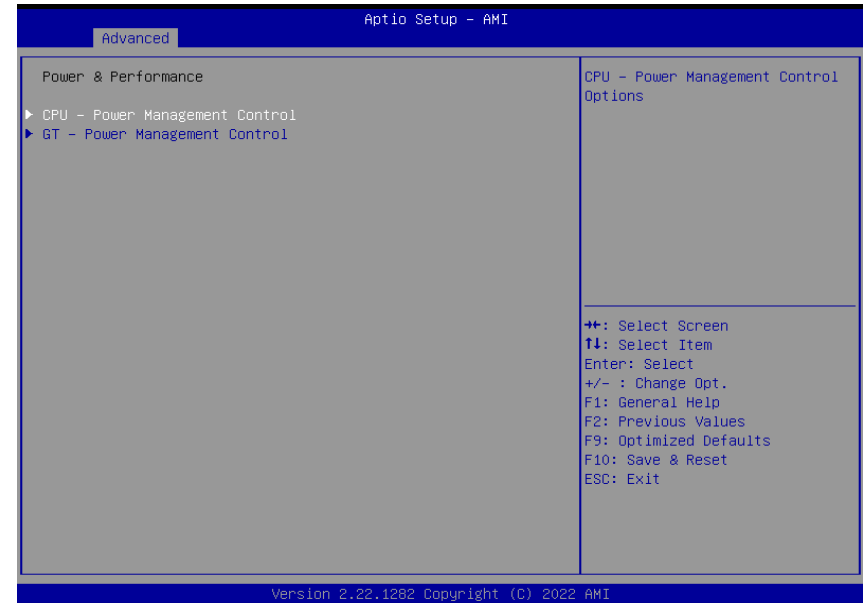 Aptio Setup – AMI
Advanced
Power & Performance
▶ CPU – Power Management Control
▶ GT – Power Management Control
CPU – Power Management Control
Options
→←: Select Screen
↑↓: Select Item
Enter: Select
+/– : Change Opt.
F1: General Help
F2: Previous Values
F9: Optimized Defaults
F10: Save & Reset
ESC: Exit
Version 2.22.1282 Copyright (C) 2022 AMI